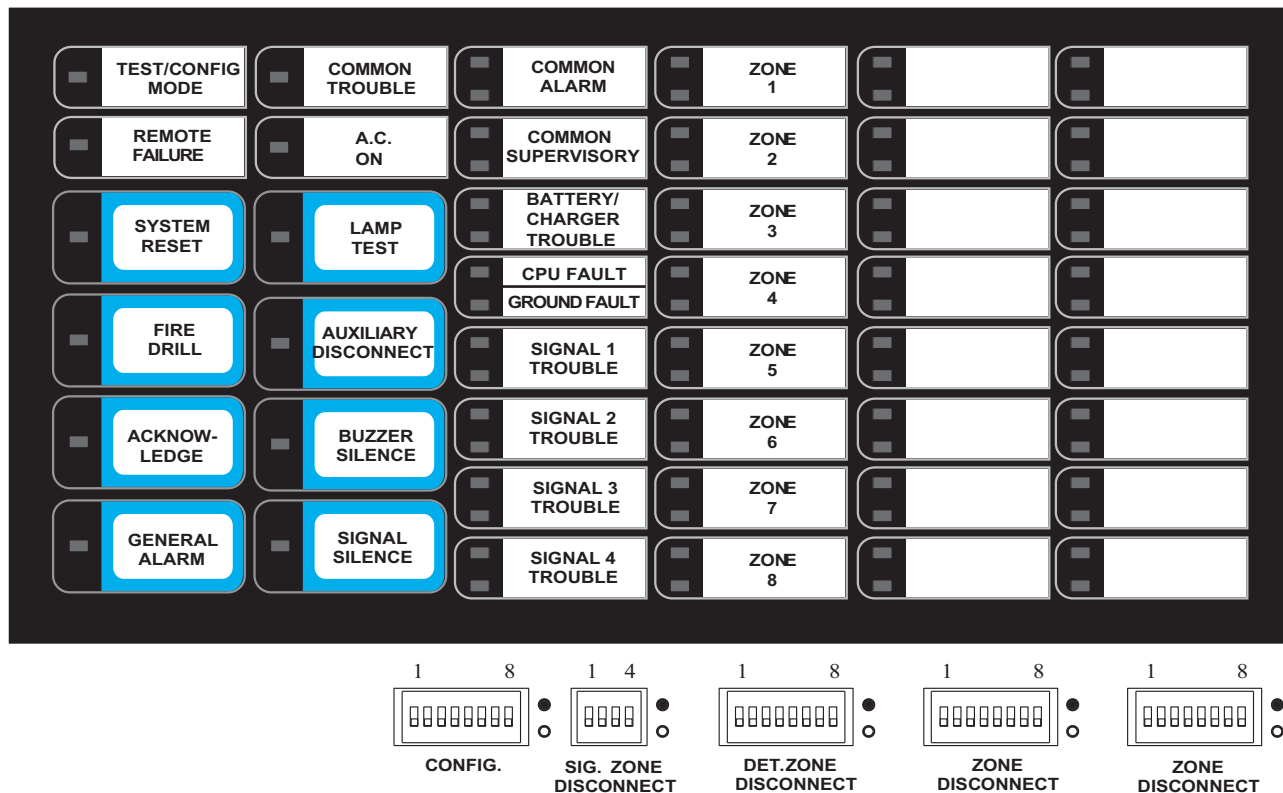 TEST/CONFIG
MODE
COMMON
TROUBLE
COMMON
ALARM
ZONE
1
REMOTE
FAILURE
A.C.
ON
COMMON
SUPERVISORY
ZONE
2
SYSTEM
RESET
LAMP
TEST
BATTERY/
CHARGER
TROUBLE
ZONE
3
CPU FAULT
GROUND FAULT
ZONE
4
FIRE
DRILL
AUXILIARY
DISCONNECT
SIGNAL 1
TROUBLE
ZONE
5
ACKNOW-
LEDGE
BUZZER
SILENCE
SIGNAL 2
TROUBLE
ZONE
6
SIGNAL 3
TROUBLE
ZONE
7
GENERAL
ALARM
SIGNAL
SILENCE
SIGNAL 4
TROUBLE
ZONE
8
1 8
1 4
1 8
1 8
1 8
CONFIG.
SIG. ZONE
DISCONNECT
DET.ZONE
DISCONNECT
ZONE
DISCONNECT
ZONE
DISCONNECT